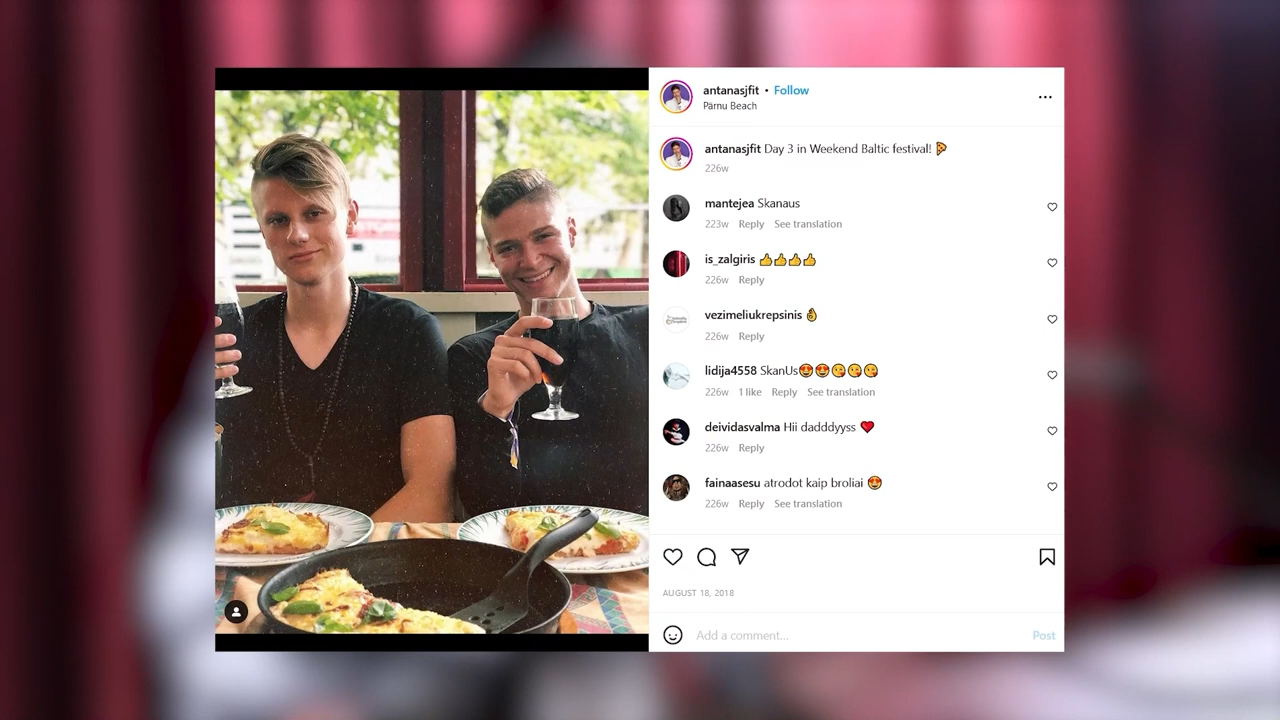 antanasjfit • Follow
Pärnu Beach
antanasjfit Day 3 in Weekend Baltic festival! 🍕
226w
mantejea Skanaus
223w Reply See translation
is_zalgiris 👍👍👍👍
226w Reply
vezimeliukrepsinis 👌
226w Reply
lidija4558 SkanUs😍😍😘😘😘
226w 1 like Reply See translation
deividasvalma Hii dadddyyss ❤️
226w Reply
fainaasesu atrodot kaip broliai 😍
226w Reply See translation
AUGUST 18, 2018
Add a comment...
Post